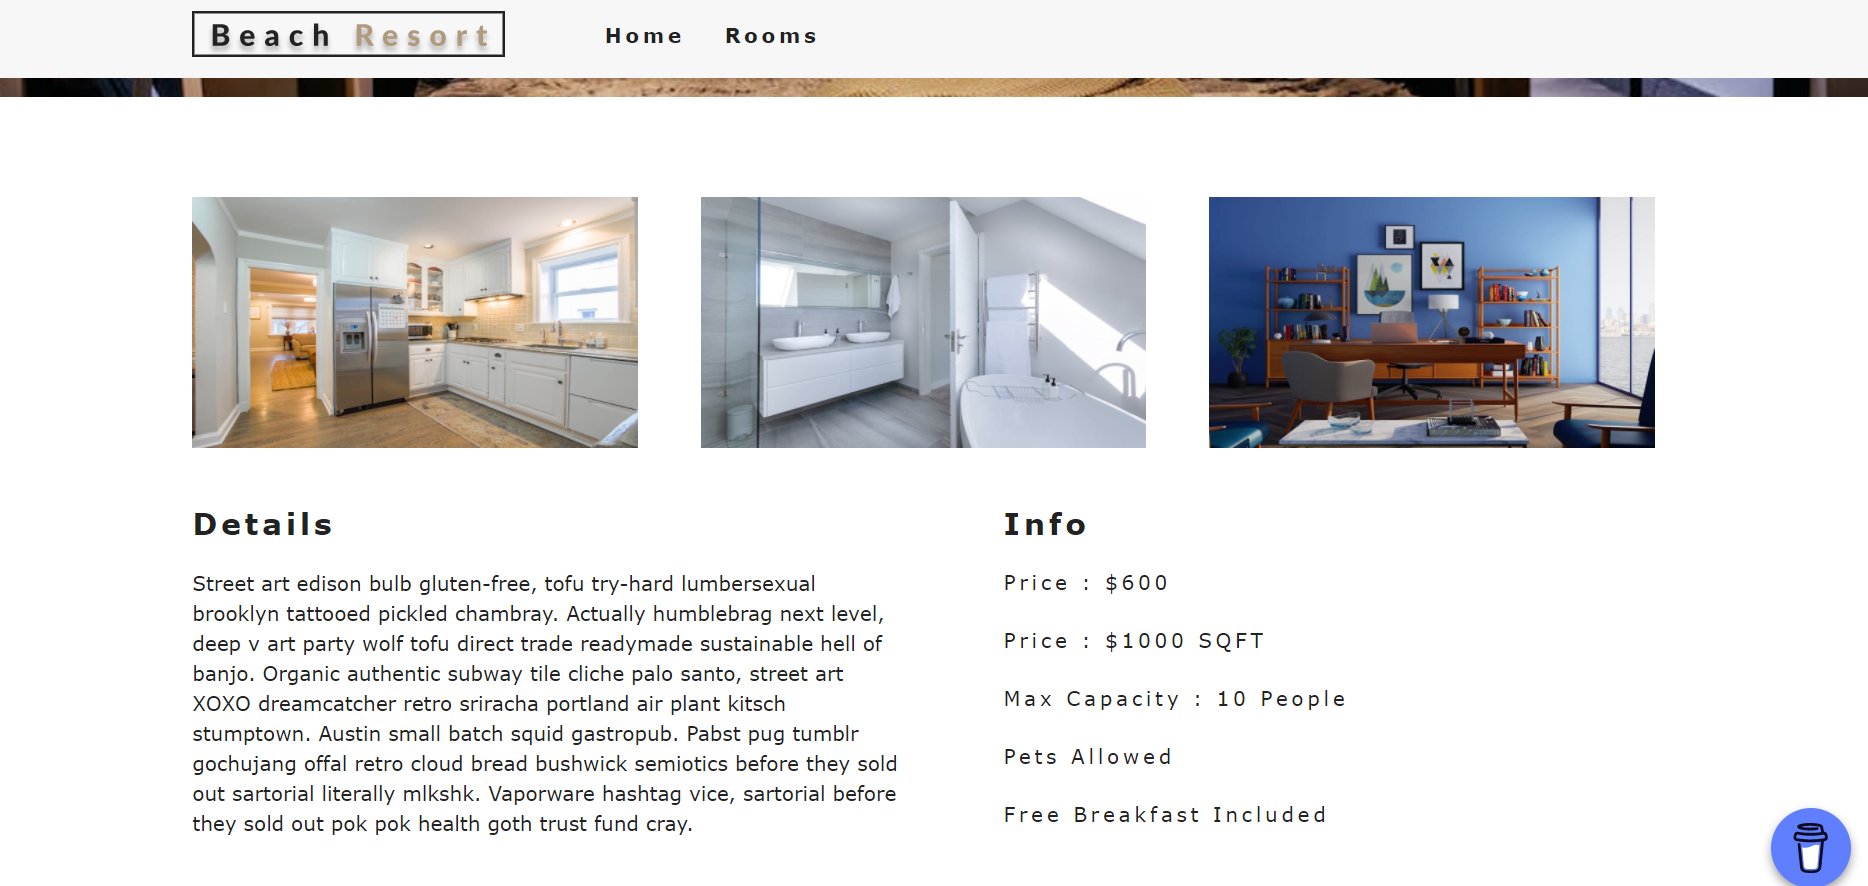 Beach Resort
Home
Rooms
Details
Street art edison bulb gluten-free, tofu try-hard lumbersexual
brooklyn tattooed pickled chambray. Actually humblebrag next level,
deep v art party wolf tofu direct trade readymade sustainable hell of
banjo. Organic authentic subway tile cliche palo santo, street art
XOXO dreamcatcher retro sriracha portland air plant kitsch
stumptown. Austin small batch squid gastropub. Pabst pug tumblr
gochujang offal retro cloud bread bushwick semiotics before they sold
out sartorial literally mlkshk. Vaporware hashtag vice, sartorial before
they sold out pok pok health goth trust fund cray.
Info
Price : $600
Price : $1000 SQFT
Max Capacity : 10 People
Pets Allowed
Free Breakfast Included